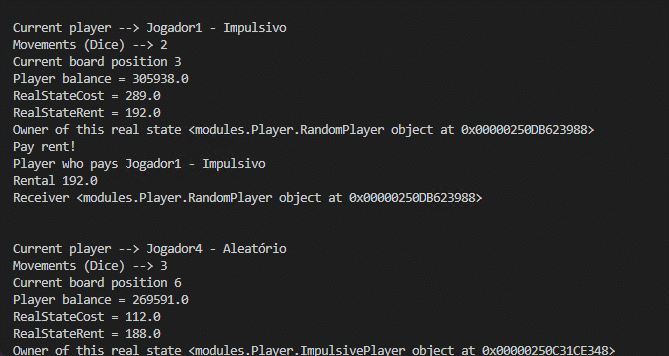 Current player --> Jogador1 - Impulsivo
Movements (Dice) --> 2
Current board position 3
Player balance = 305938.0
RealStateCost = 289.0
RealStateRent = 192.0
Owner of this real state <modules.Player.RandomPlayer object at 0x00000250DB623988>
Pay rent!
Player who pays Jogador1 - Impulsivo
Rental 192.0
Receiver <modules.Player.RandomPlayer object at 0x00000250DB623988>
Current player --> Jogador4 - Aleatório
Movements (Dice) --> 3
Current board position 6
Player balance = 269591.0
RealStateCost = 112.0
RealStateRent = 188.0
Owner of this real state <modules.Player.ImpulsivePlayer object at 0x00000250C31CE348>